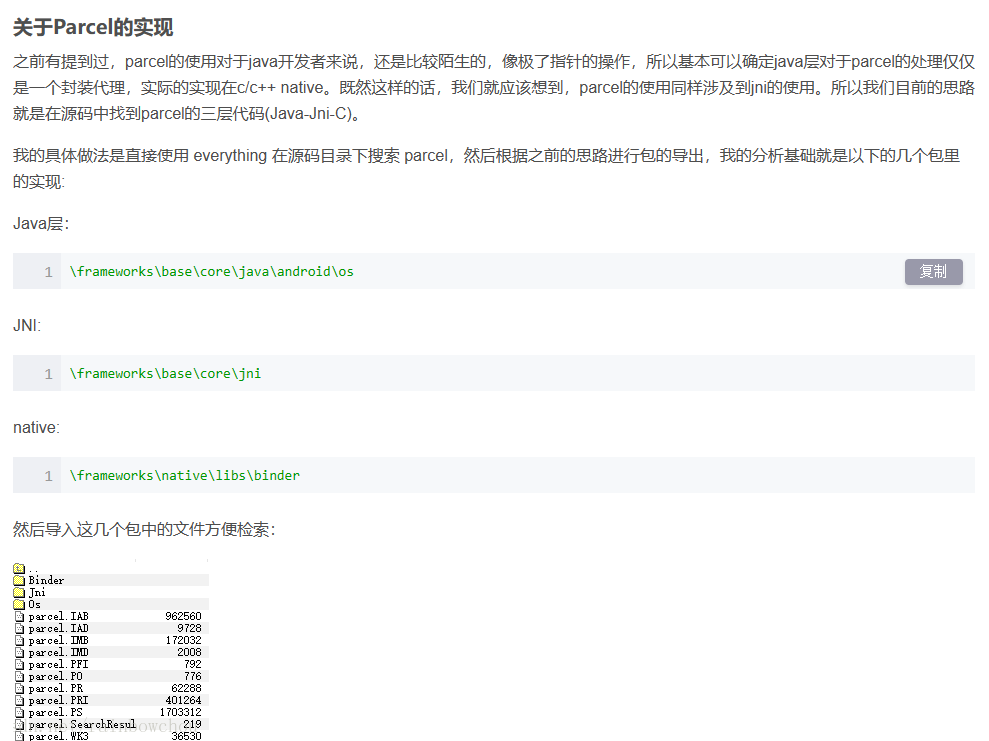 关于Parcel的实现
之前有提到过，parcel的使用对于java开发者来说，还是比较陌生的，像极了指针的操作，所以基本可以确定java层对于parcel的处理仅仅
是一个封装代理，实际的实现在c/c++ native。既然这样的话，我们就应该想到，parcel的使用同样涉及到jni的使用。所以我们目前的思路
就是在源码中找到parcel的三层代码(Java-Jni-C)。
我的具体做法是直接使用 everything 在源码目录下搜索 parcel，然后根据之前的思路进行包的导出，我的分析基础就是以下的几个包里
的实现:
Java层：
1 \frameworks\base\core\java\android\os 复制
JNI:
1 \frameworks\base\core\jni
native:
1 \frameworks\native\libs\binder
然后导入这几个包中的文件方便检索：
..
Binder
Jni
Os
parcel.IAB 962560
parcel.IAD 9728
parcel.IMB 172032
parcel.IMD 2008
parcel.PFI 792
parcel.PO 776
parcel.PR 62288
parcel.PRI 401264
parcel.PS 1703312
parcel.SearchResul 219
parcel.WK3 36530